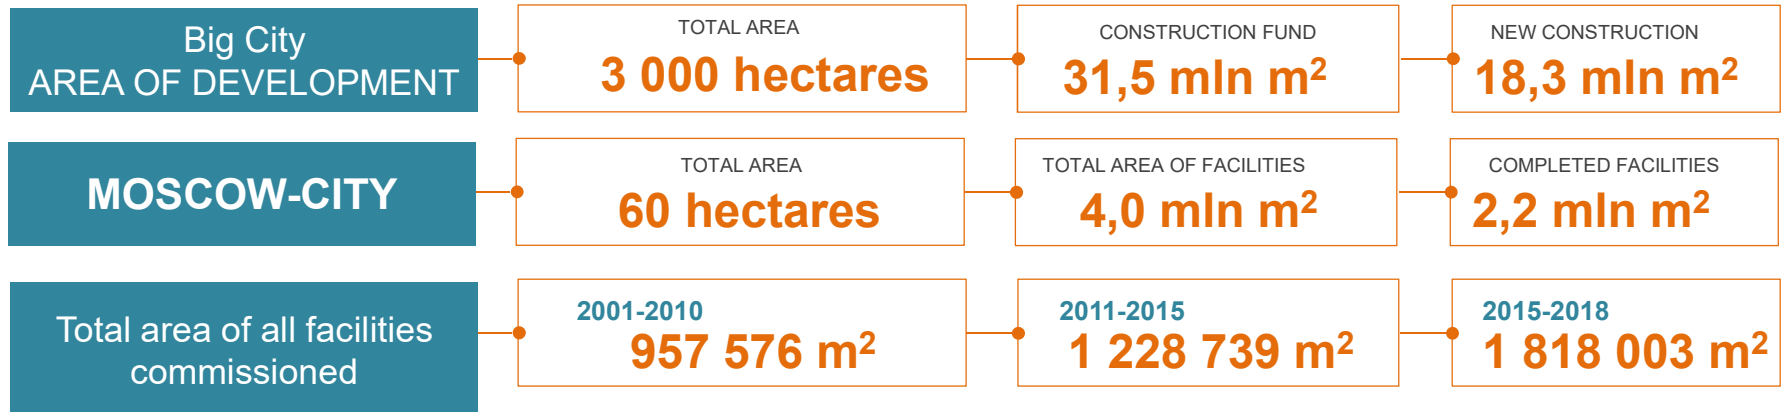 Big City
AREA OF DEVELOPMENT
TOTAL AREA
3 000 hectares
CONSTRUCTION FUND
31,5 mln m²
NEW CONSTRUCTION
18,3 mln m²
MOSCOW-CITY
TOTAL AREA
60 hectares
TOTAL AREA OF FACILITIES
4,0 mln m²
COMPLETED FACILITIES
2,2 mln m²
Total area of all facilities
commissioned
2001-2010
957 576 m²
2011-2015
1 228 739 m²
2015-2018
1 818 003 m²